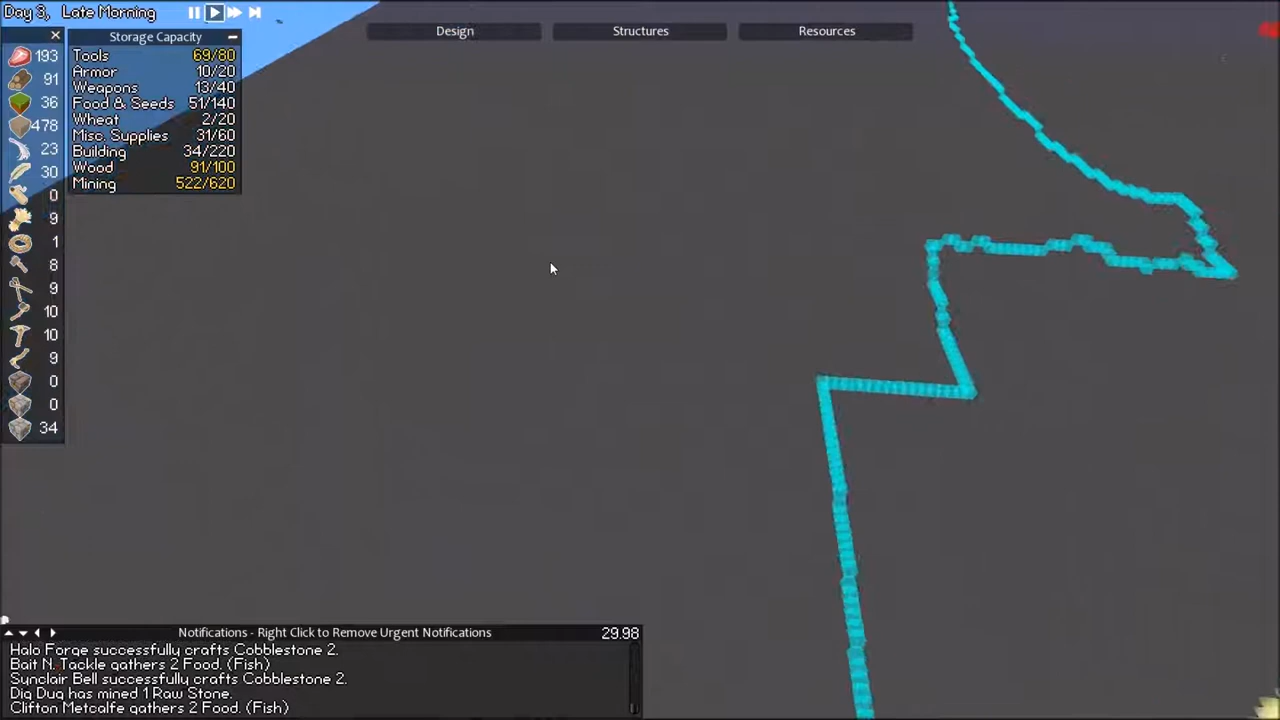 Day 3, Late Morning
Design
Structures
Resources
Storage Capacity
193
91
36
478
23
30
0
9
1
8
9
10
10
9
0
0
34
Tools 69/80
Armor 10/20
Weapons 13/40
Food & Seeds 51/140
Wheat 2/20
Misc. Supplies 31/60
Building 34/220
Wood 91/100
Mining 522/620
Notifications - Right Click to Remove Urgent Notifications 29.98
Halo Forge successfully crafts Cobblestone 2.
Bait N. Tackle gathers 2 Food. (Fish)
Synclair Bell successfully crafts Cobblestone 2.
Dig Dug has mined 1 Raw Stone.
Clifton Metcalfe gathers 2 Food. (Fish)